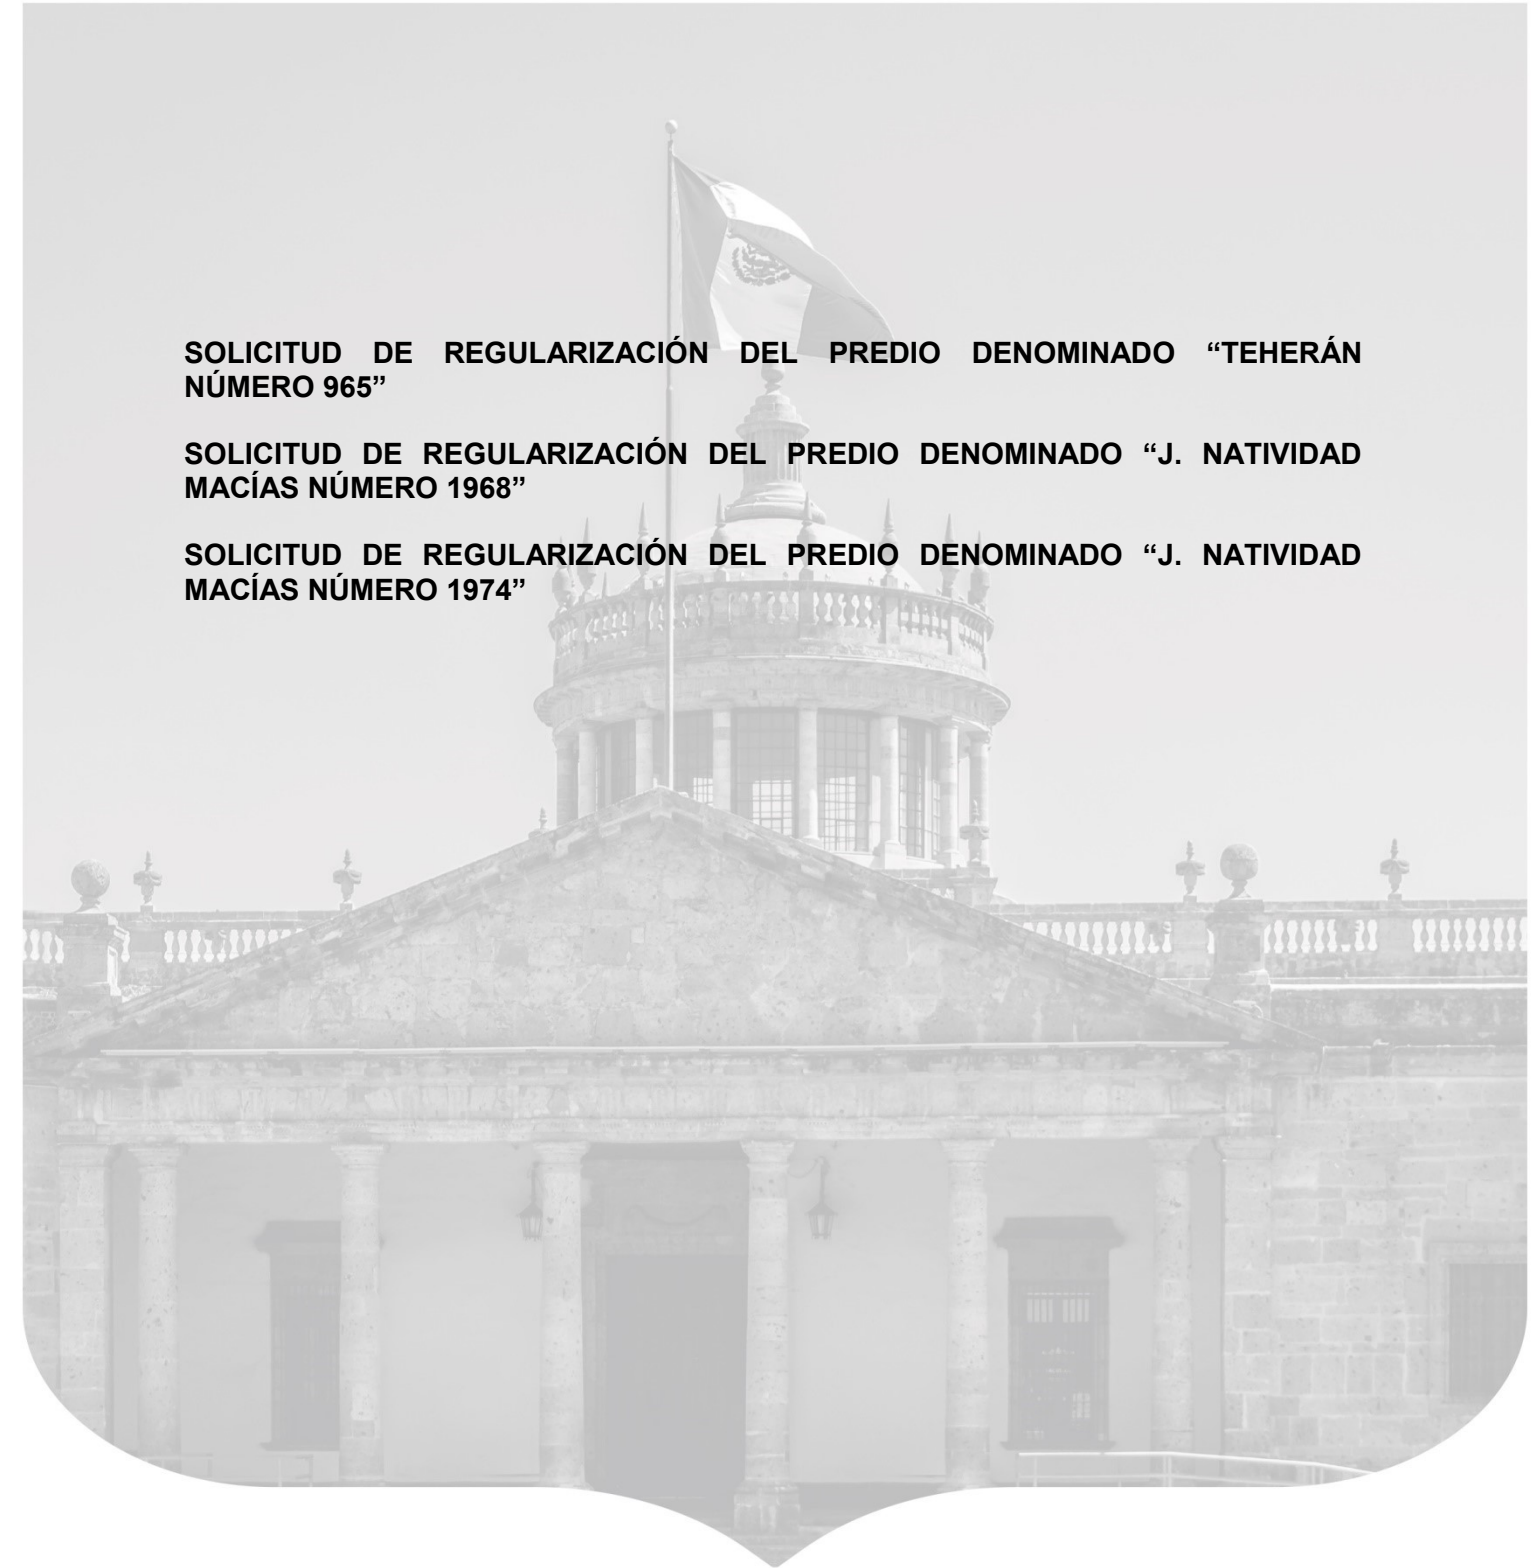 SOLICITUD DE REGULARIZACIÓN DEL PREDIO DENOMINADO “TEHERÁN
NÚMERO 965”
SOLICITUD DE REGULARIZACIÓN DEL PREDIO DENOMINADO “J. NATIVIDAD
MACÍAS NÚMERO 1968”
SOLICITUD DE REGULARIZACIÓN DEL PREDIO DENOMINADO “J. NATIVIDAD
MACÍAS NÚMERO 1974”